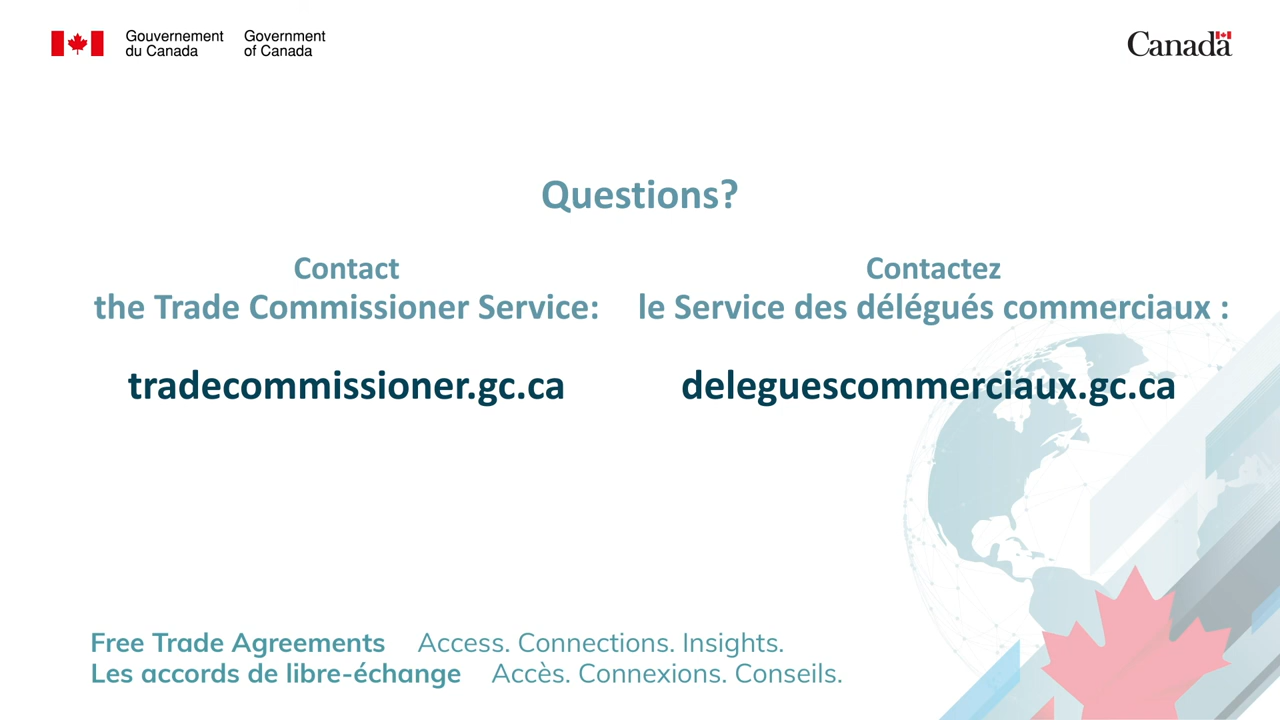 Gouvernement
du Canada
Government
of Canada
Canada
Questions?
Contact
the Trade Commissioner Service:
tradecommissioner.gc.ca
Contactez
le Service des délégués commerciaux :
deleguescommerciaux.gc.ca
Free Trade Agreements Access. Connections. Insights.
Les accords de libre-échange Accès. Connexions. Conseils.